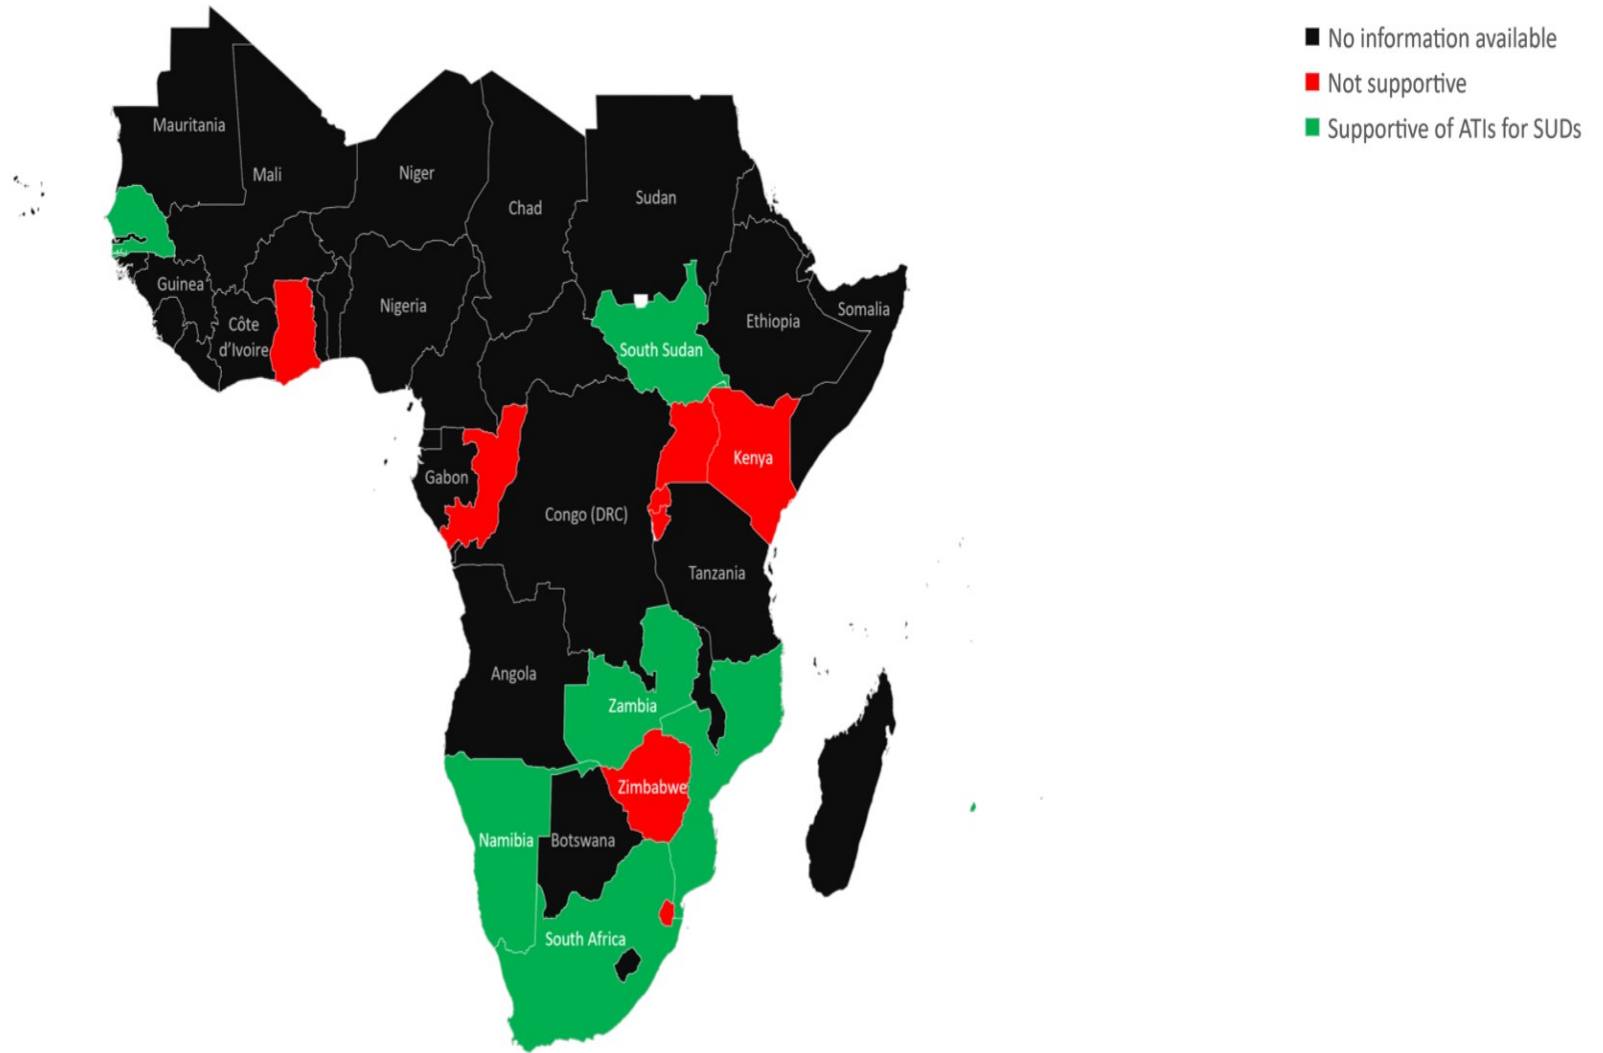 No information available
Not supportive
Supportive of ATIs for SUDs
Mauritania
Mali
Niger
Chad
Sudan
Guinea
Côte
d'Ivoire
Nigeria
South Sudan
Ethiopia
Somalia
Gabon
Congo (DRC)
Kenya
Tanzania
Angola
Zambia
Zimbabwe
Namibia
Botswana
South Africa